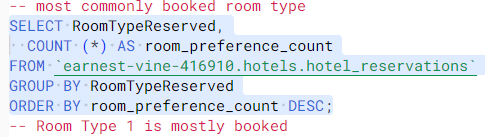 -- most commonly booked room type
SELECT RoomTypeReserved,
  COUNT (*) AS room_preference_count
FROM `earnest-vine-416910.hotels.hotel_reservations`
GROUP BY RoomTypeReserved
ORDER BY room_preference_count DESC;
-- Room Type 1 is mostly booked